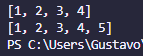 [1, 2, 3, 4]
[1, 2, 3, 4, 5]
PS C:\Users\Gustavo